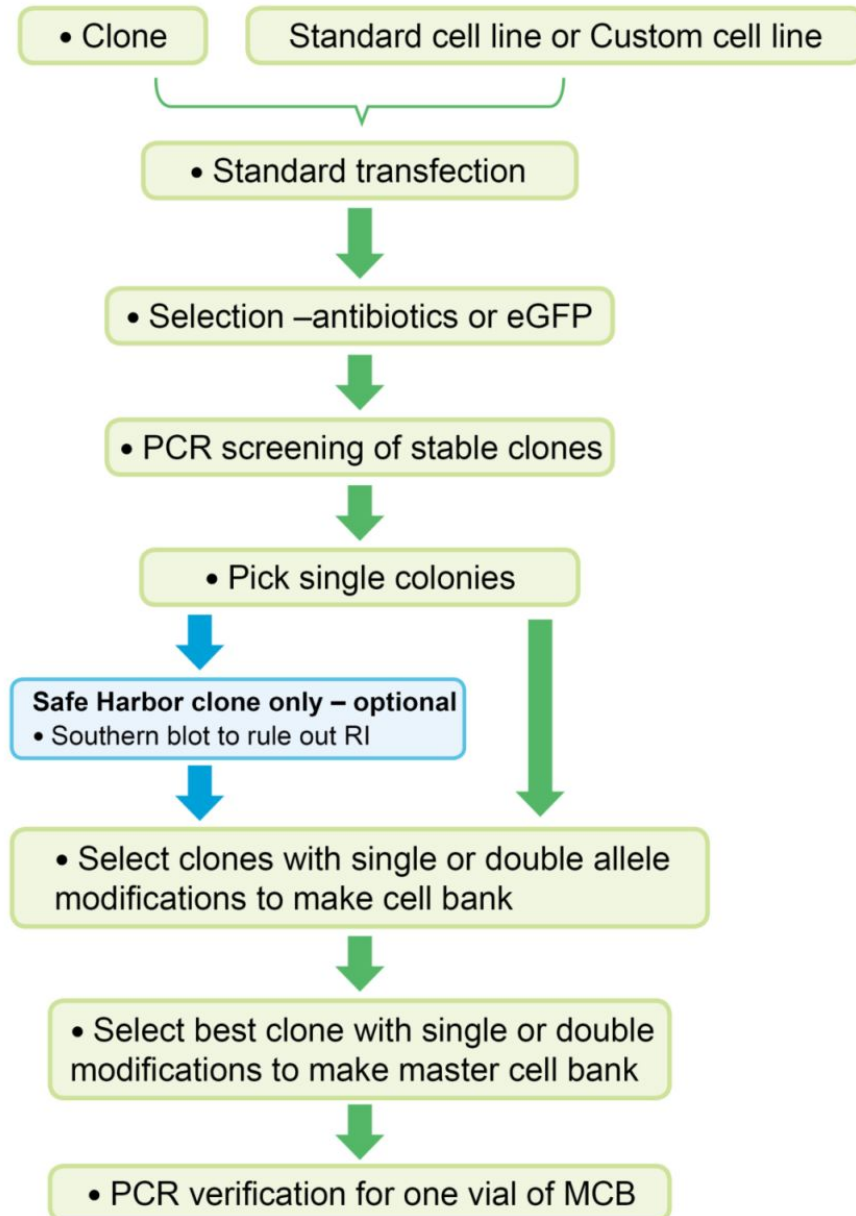 • Clone
Standard cell line or Custom cell line
• Standard transfection
• Selection –antibiotics or eGFP
• PCR screening of stable clones
• Pick single colonies
Safe Harbor clone only – optional
• Southern blot to rule out RI
• Select clones with single or double allele
modifications to make cell bank
• Select best clone with single or double
modifications to make master cell bank
• PCR verification for one vial of MCB